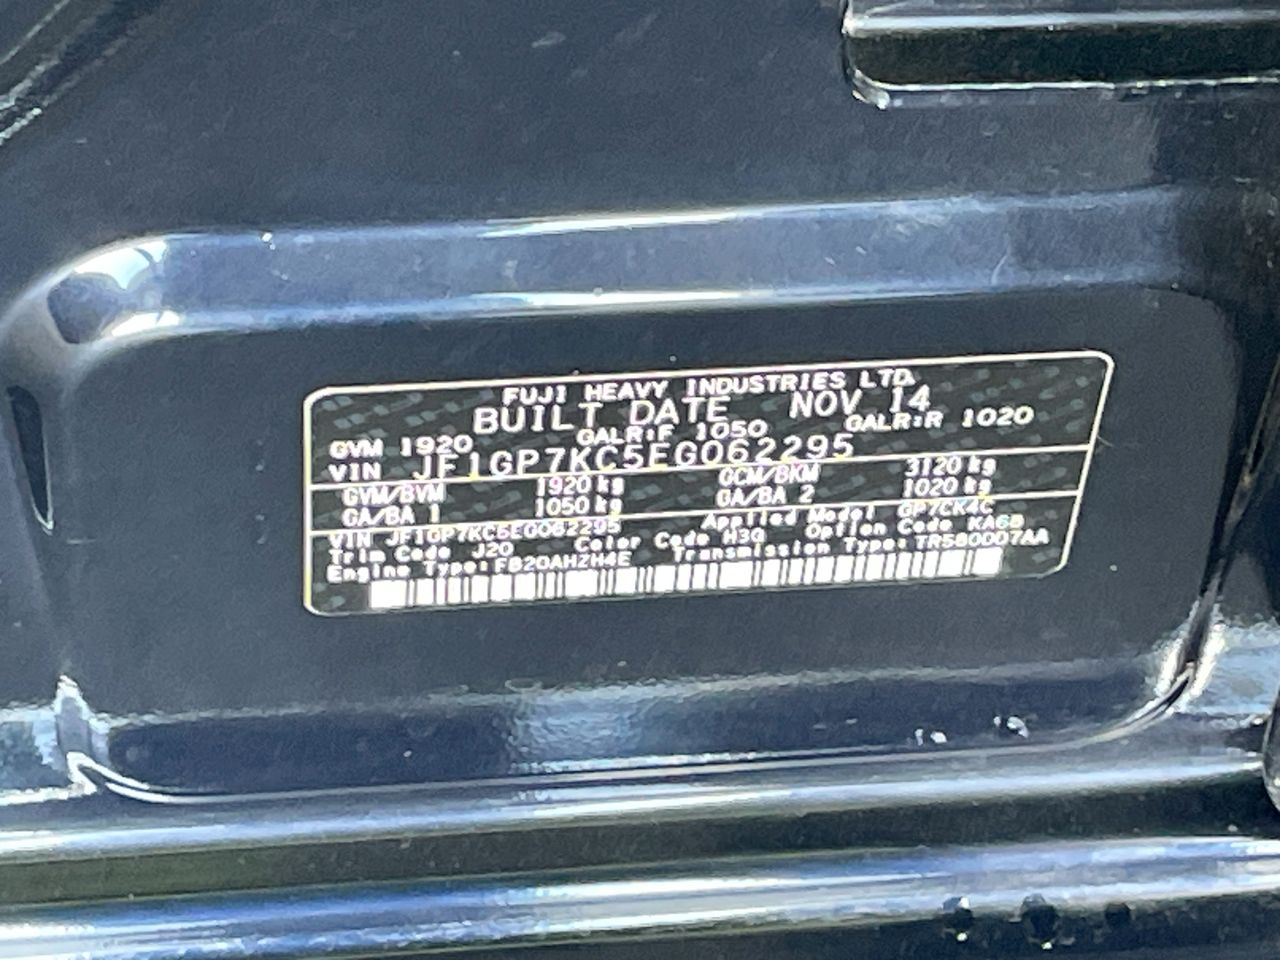 FUJI HEAVY INDUSTRIES LTD.
BUILT DATE NOV 14
GVM 1920 GALR:F 1050 GALR:R 1020
VIN JF1GP7KC5EG062295
GVM/BVM 1920 kg GCM/BKM 3120 kg
GA/BA 1 1050 kg GA/BA 2 1020 kg
VIN JF1GP7KC5EG062295 Applied Model GP7CK4C
Trim Code J20 Color Code H3Q Option Code KA6B
Engine Type:FB20AHZH4E Transmission Type:TR580DD7AA